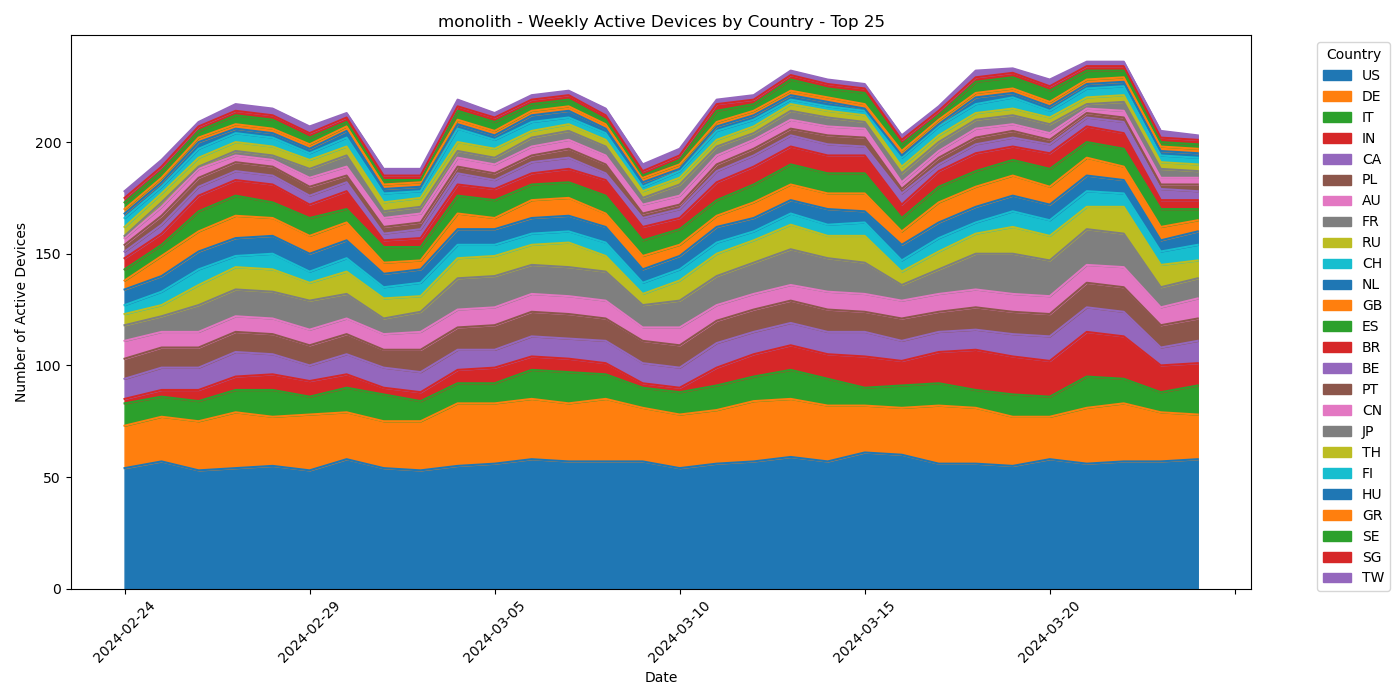 monolith - Weekly Active Devices by Country - Top 25
Number of Active Devices
200
150
100
50
0
2024-02-24
2024-02-29
2024-03-05
2024-03-10
2024-03-15
2024-03-20
Date
Country
US
DE
IT
IN
CA
PL
AU
FR
RU
CH
NL
GB
ES
BR
BE
PT
CN
JP
TH
FI
HU
GR
SE
SG
TW